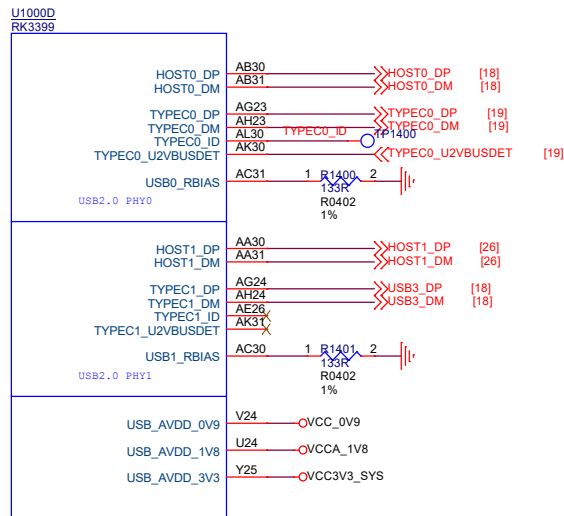 U1000D
RK3399
HOST0_DP AB30 HOST0_DP [18]
HOST0_DM AB31 HOST0_DM [18]
TYPEC0_DP AG23 TYPEC0_DP [19]
TYPEC0_DM AH23 TYPEC0_DM [19]
TYPEC0_ID AL30 TYPEC0_ID TP1400
TYPEC0_U2VBUSDET AK30 TYPEC0_U2VBUSDET [19]
USB0_RBIAS AC31 1 R1400 2
133R
USB2.0 PHY0 R0402
1%
HOST1_DP AA30 HOST1_DP [26]
HOST1_DM AA31 HOST1_DM [26]
TYPEC1_DP AG24 USB3_DP [18]
TYPEC1_DM AH24 USB3_DM [18]
TYPEC1_ID AE26
TYPEC1_U2VBUSDET AK31
USB1_RBIAS AC30 1 R1401 2
133R
USB2.0 PHY1 R0402
1%
USB_AVDD_0V9 V24 VCC_0V9
USB_AVDD_1V8 U24 VCCA_1V8
USB_AVDD_3V3 Y25 VCC3V3_SYS